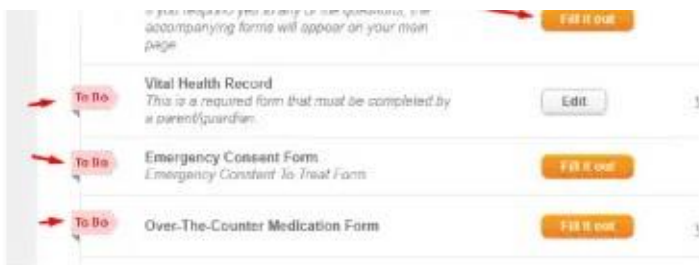 if you respond yes to any of the questions, the
accompanying forms will appear on your main
page
Fill it out
To Do
Vital Health Record
This is a required form that must be completed by
a parent/guardian.
Edit
To Do
Emergency Consent Form
Emergency Constent To Treat Form
Fill it out
To Do
Over-The-Counter Medication Form
Fill it out